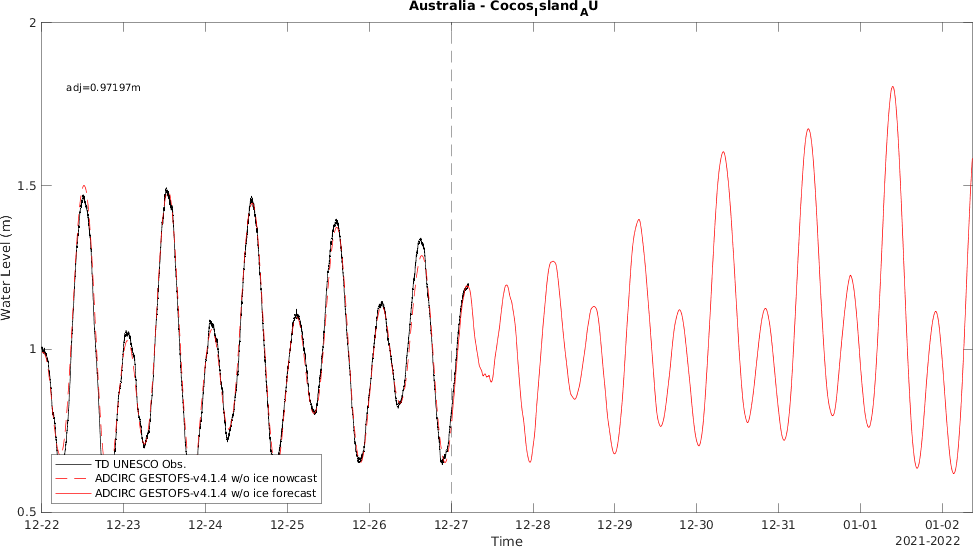 Australia - Cocos_Island_AU
2
adj=0.97197m
1.5
Water Level (m)
1
TD UNESCO Obs.
ADCIRC GESTOFS-v4.1.4 w/o ice nowcast
ADCIRC GESTOFS-v4.1.4 w/o ice forecast
0.5
12-22 12-23 12-24 12-25 12-26 12-27 12-28 12-29 12-30 12-31 01-01 01-02
Time
2021-2022